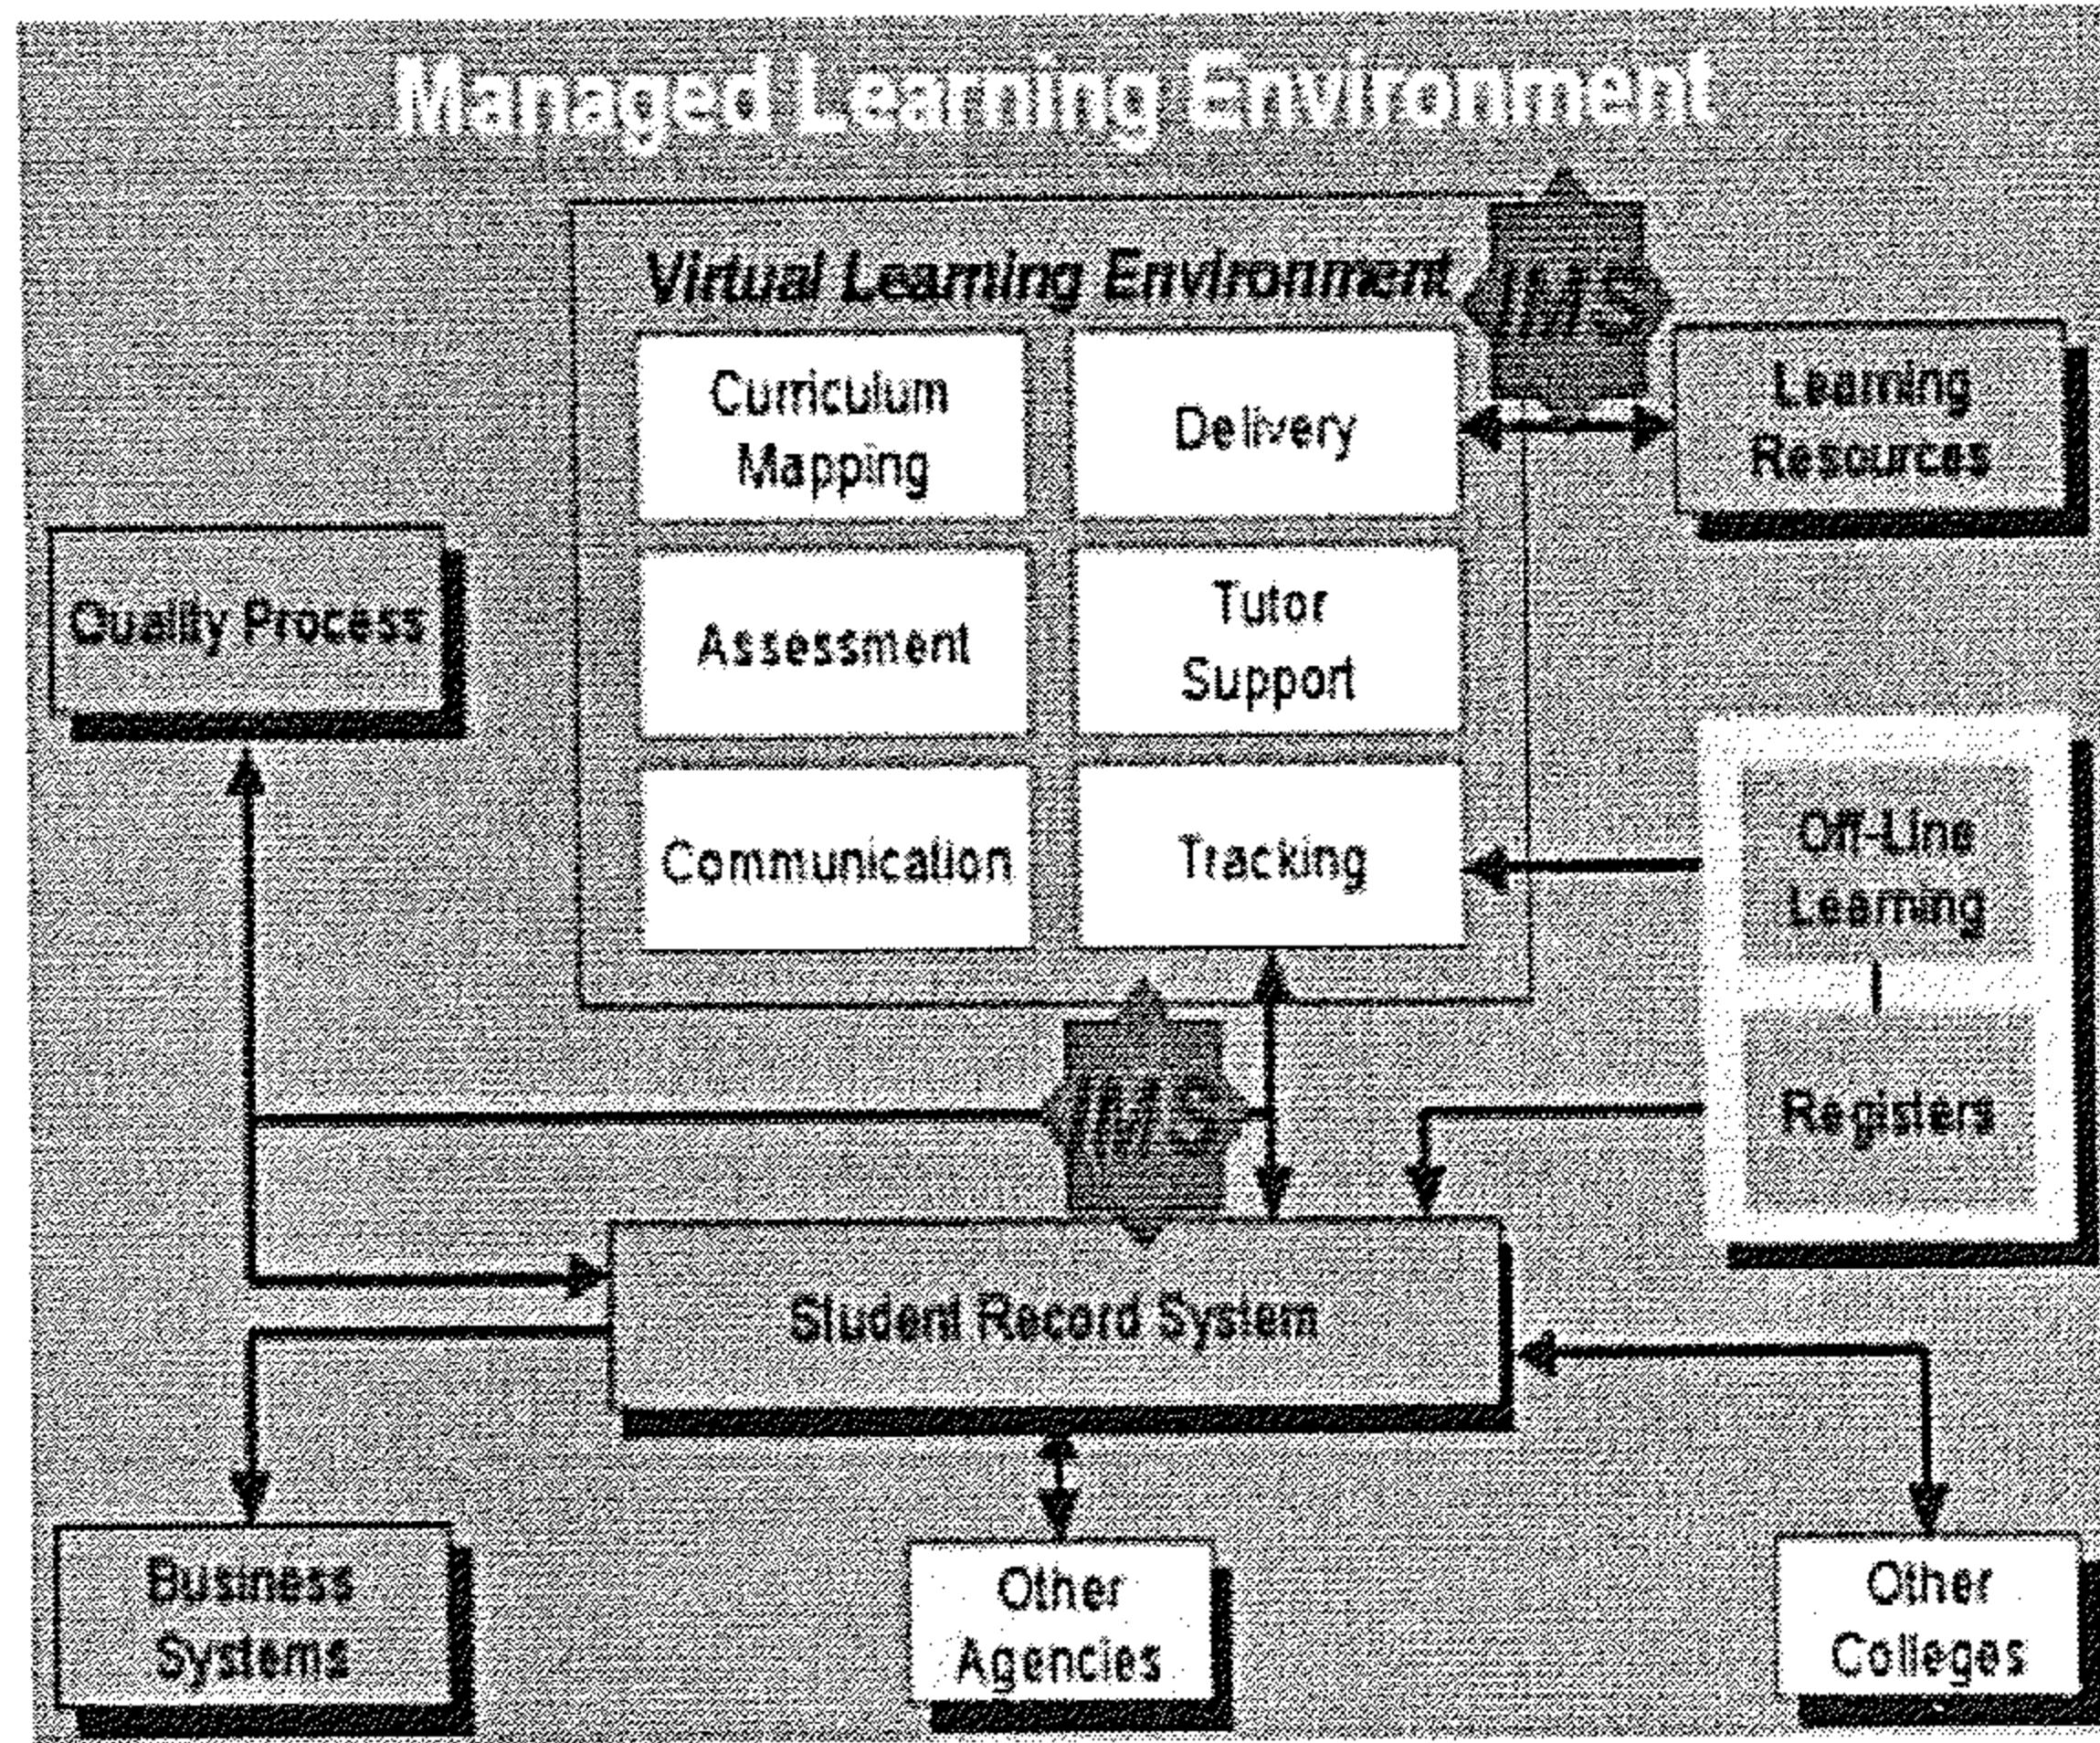 Managed Learning Environment
Virtual Learning Environment
IMS
Curriculum
Mapping
Delivery
Learning
Resources
Quality Process
Assessment
Tutor
Support
Communication
Tracking
Off-Line
Learning
IMS
Registers
Student Record System
Business
Systems
Other
Agencies
Other
Colleges